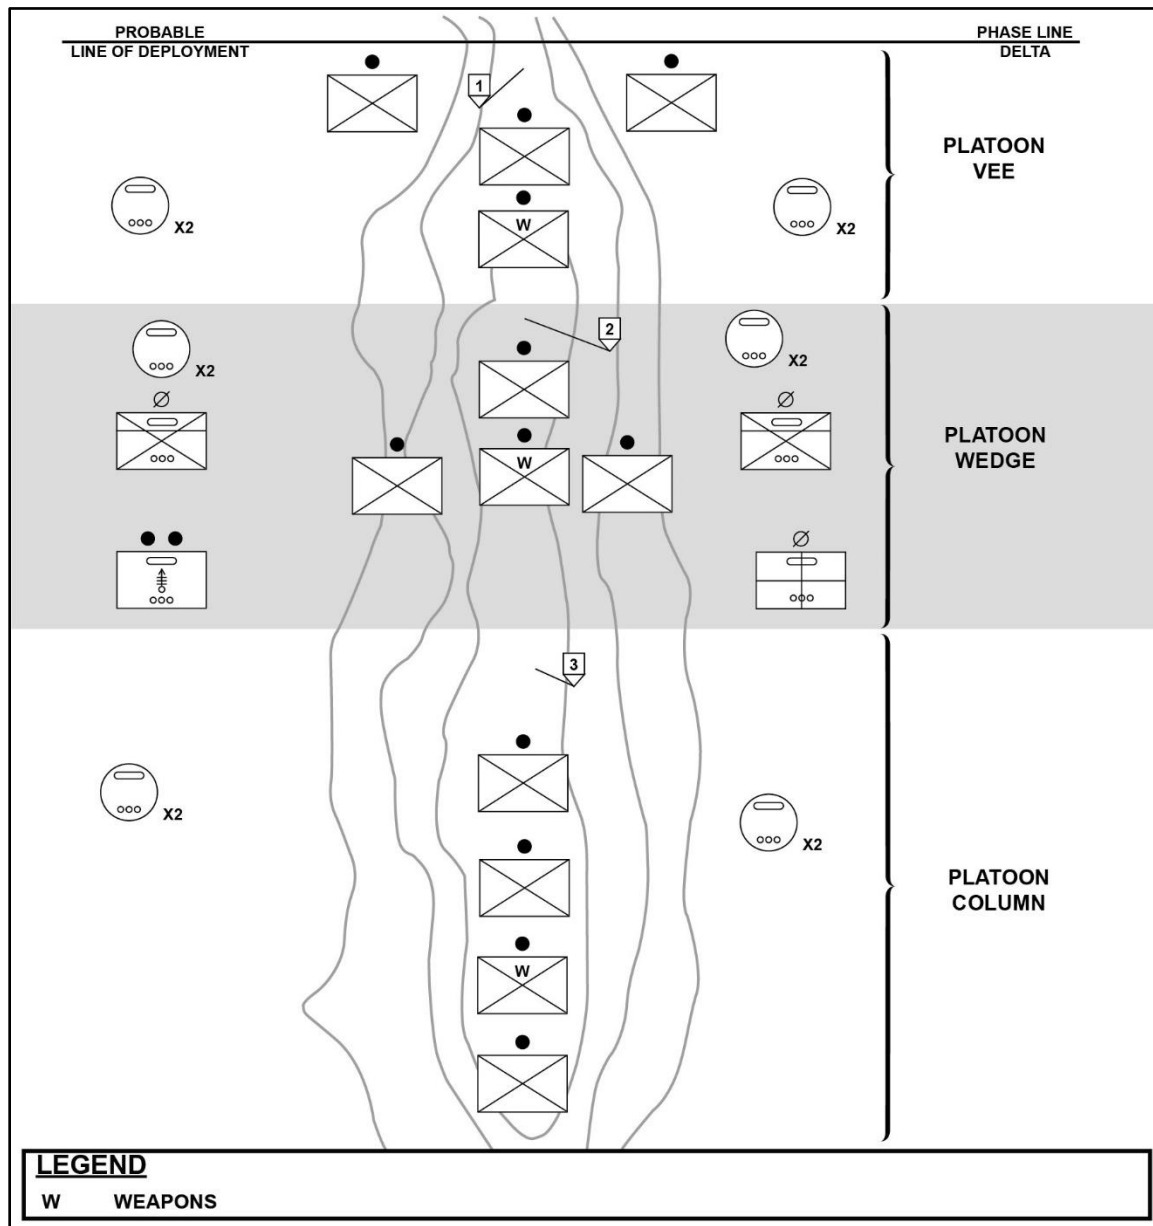 PROBABLE
LINE OF DEPLOYMENT
PHASE LINE
DELTA
1
PLATOON
VEE
W
X2
X2
2
X2
X2
W
PLATOON
WEDGE
3
X2
X2
PLATOON
COLUMN
W
LEGEND
W WEAPONS